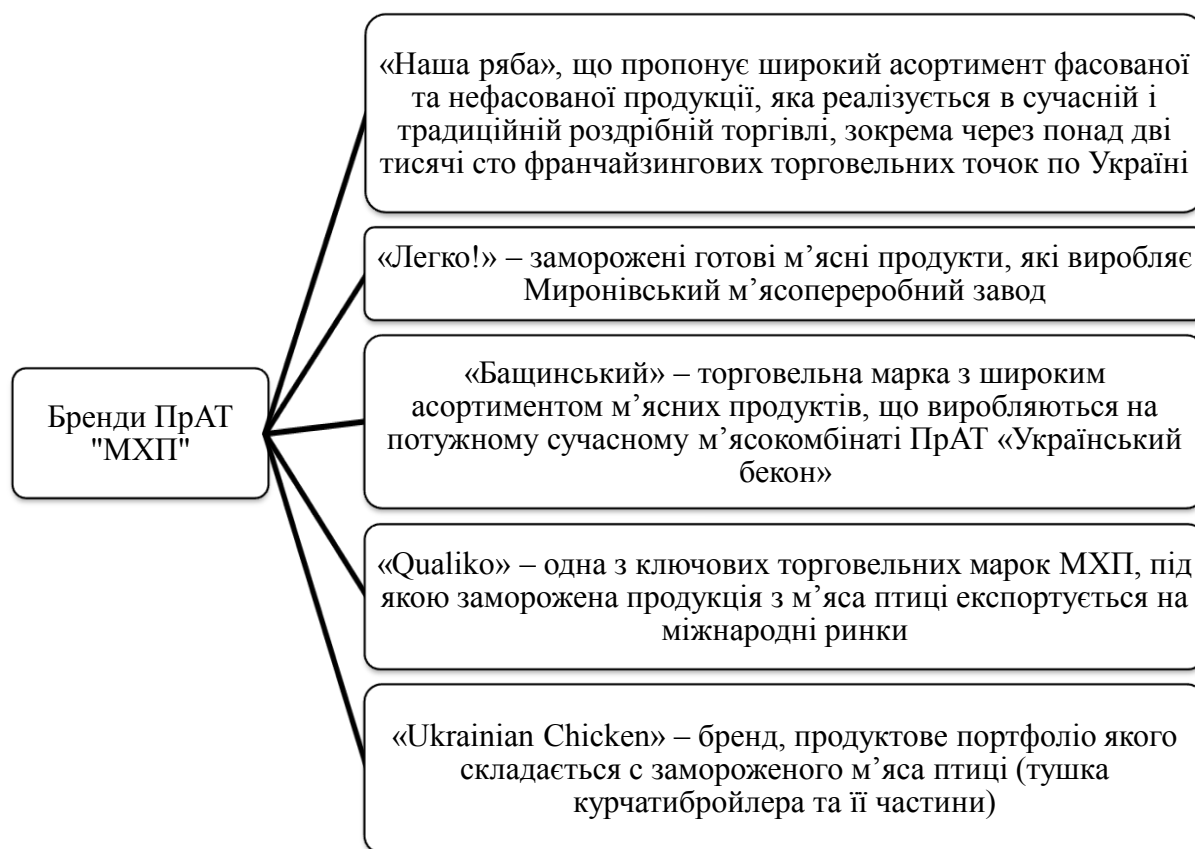 «Наша ряба», що пропонує широкий асортимент фасованої
та нефасованої продукції, яка реалізується в сучасній і
традиційній роздрібній торгівлі, зокрема через понад дві
тисячі сто франчайзингових торговельних точок по Україні
«Легко!» – заморожені готові м’ясні продукти, які виробляє
Миронівський м’ясопереробний завод
Бренди ПрАТ
"МХП"
«Бащинський» – торговельна марка з широким
асортиментом м’ясних продуктів, що виробляються на
потужному сучасному м’ясокомбінаті ПрАТ «Український
бекон»
«Qualiko» – одна з ключових торговельних марок МХП, під
якою заморожена продукція з м’яса птиці експортується на
міжнародні ринки
«Ukrainian Chicken» – бренд, продуктове портфоліо якого
складається с замороженого м’яса птиці (тушка
курчатибройлера та її частини)